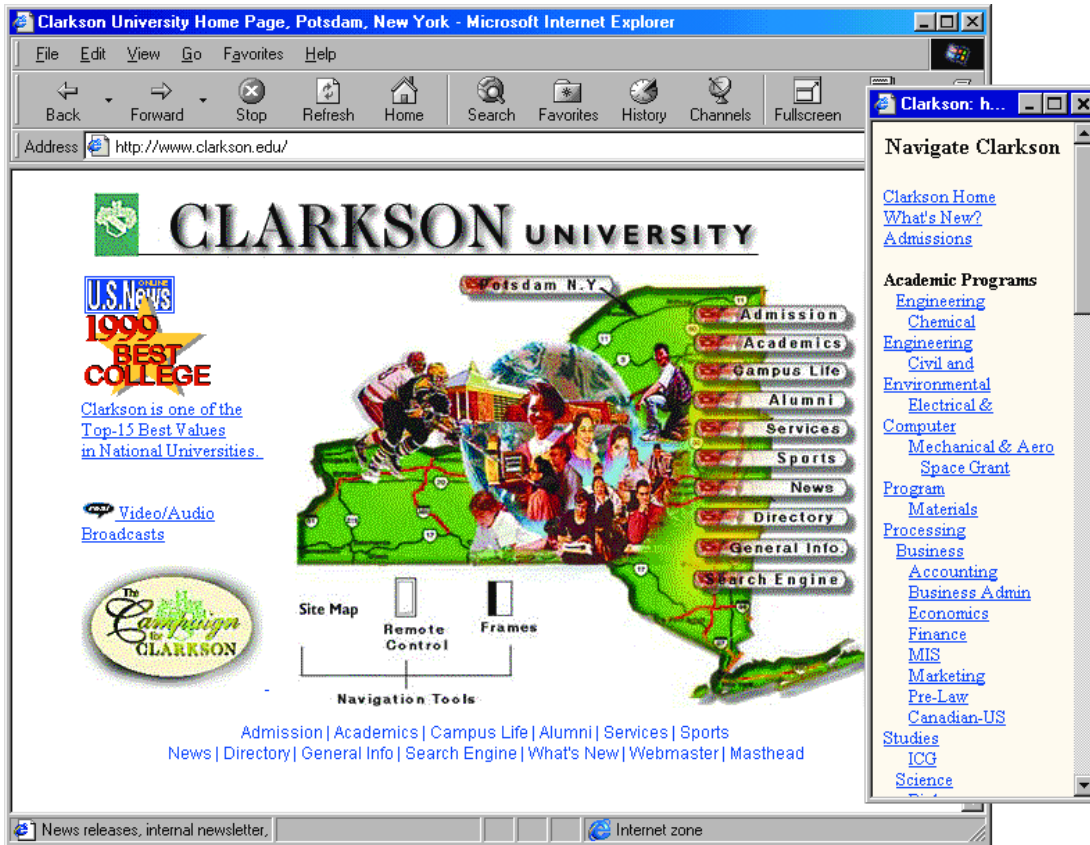 Clarkson University Home Page, Potsdam, New York - Microsoft Internet Explorer
File Edit View Go Favorites Help
Back Forward Stop Refresh Home Search Favorites History Channels Fullscreen
Address http://www.clarkson.edu/
CLARKSON UNIVERSITY
U.S.News
ONLINE
1999
BEST
COLLEGE
Clarkson is one of the
Top-15 Best Values
in National Universities.
real Video/Audio
Broadcasts
The
Campaign
for
CLARKSON
Potsdam N.Y.
Admission
Academics
Campus Life
Alumni
Services
Sports
News
Directory
General Info.
Search Engine
Site Map
Remote
Control
Frames
Navigation Tools
Admission | Academics | Campus Life | Alumni | Services | Sports
News | Directory | General Info | Search Engine | What's New | Webmaster | Masthead
News releases, internal newsletter,
Internet zone
Clarkson: h...
Navigate Clarkson
Clarkson Home
What's New?
Admissions
Academic Programs
Engineering
Chemical
Engineering
Civil and
Environmental
Electrical &
Computer
Mechanical & Aero
Space Grant
Program
Materials
Processing
Business
Accounting
Business Admin
Economics
Finance
MIS
Marketing
Pre-Law
Canadian-US
Studies
ICG
Science